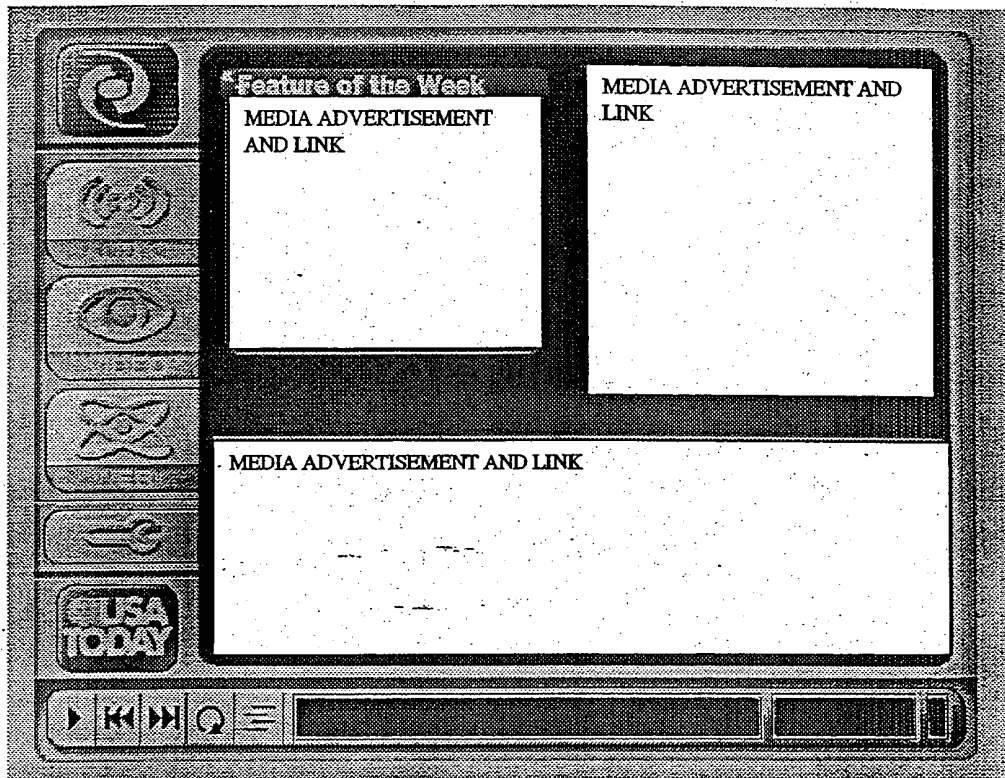 Feature of the Week
MEDIA ADVERTISEMENT
AND LINK
MEDIA ADVERTISEMENT AND
LINK
MEDIA ADVERTISEMENT AND LINK
USA
TODAY